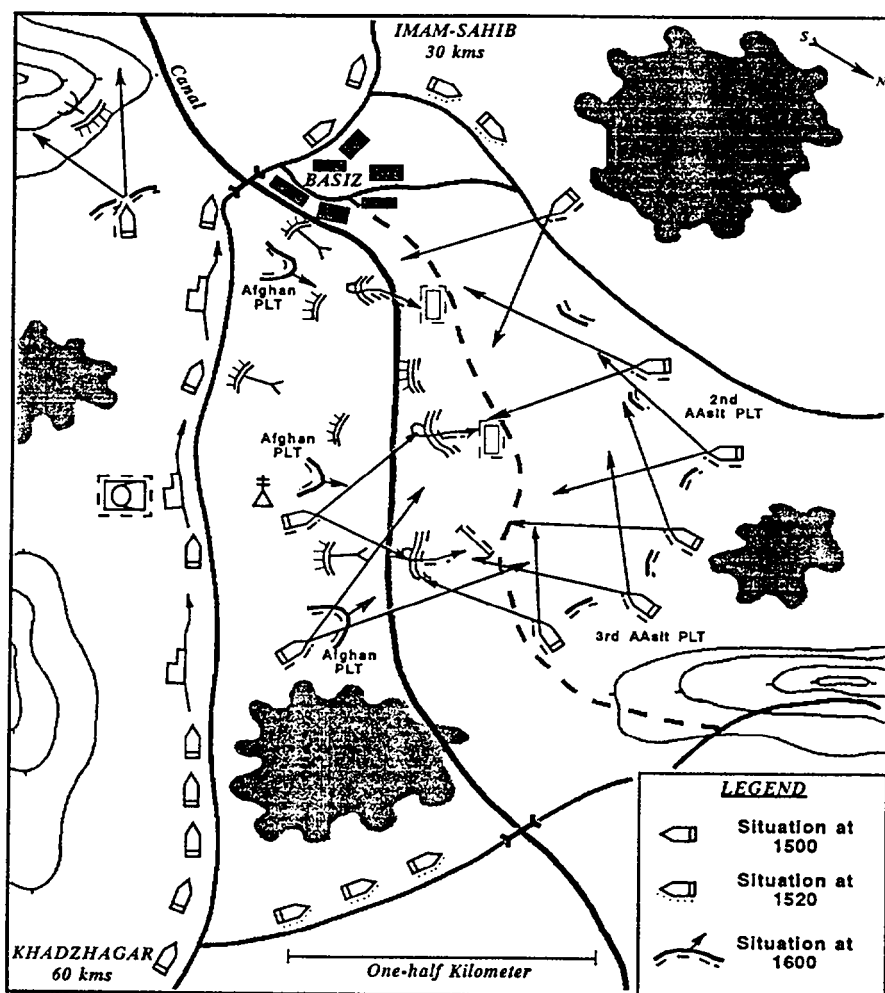 IMAM-SAHIB
30 kms
S
N
Canal
BASIZ
Afghan
PLT
2nd
AAslt PLT
Afghan
PLT
3rd AAslt PLT
Afghan
PLT
LEGEND
Situation at
1500
Situation at
1520
Situation at
1600
KHADZHAGAR
60 kms
One-half Kilometer